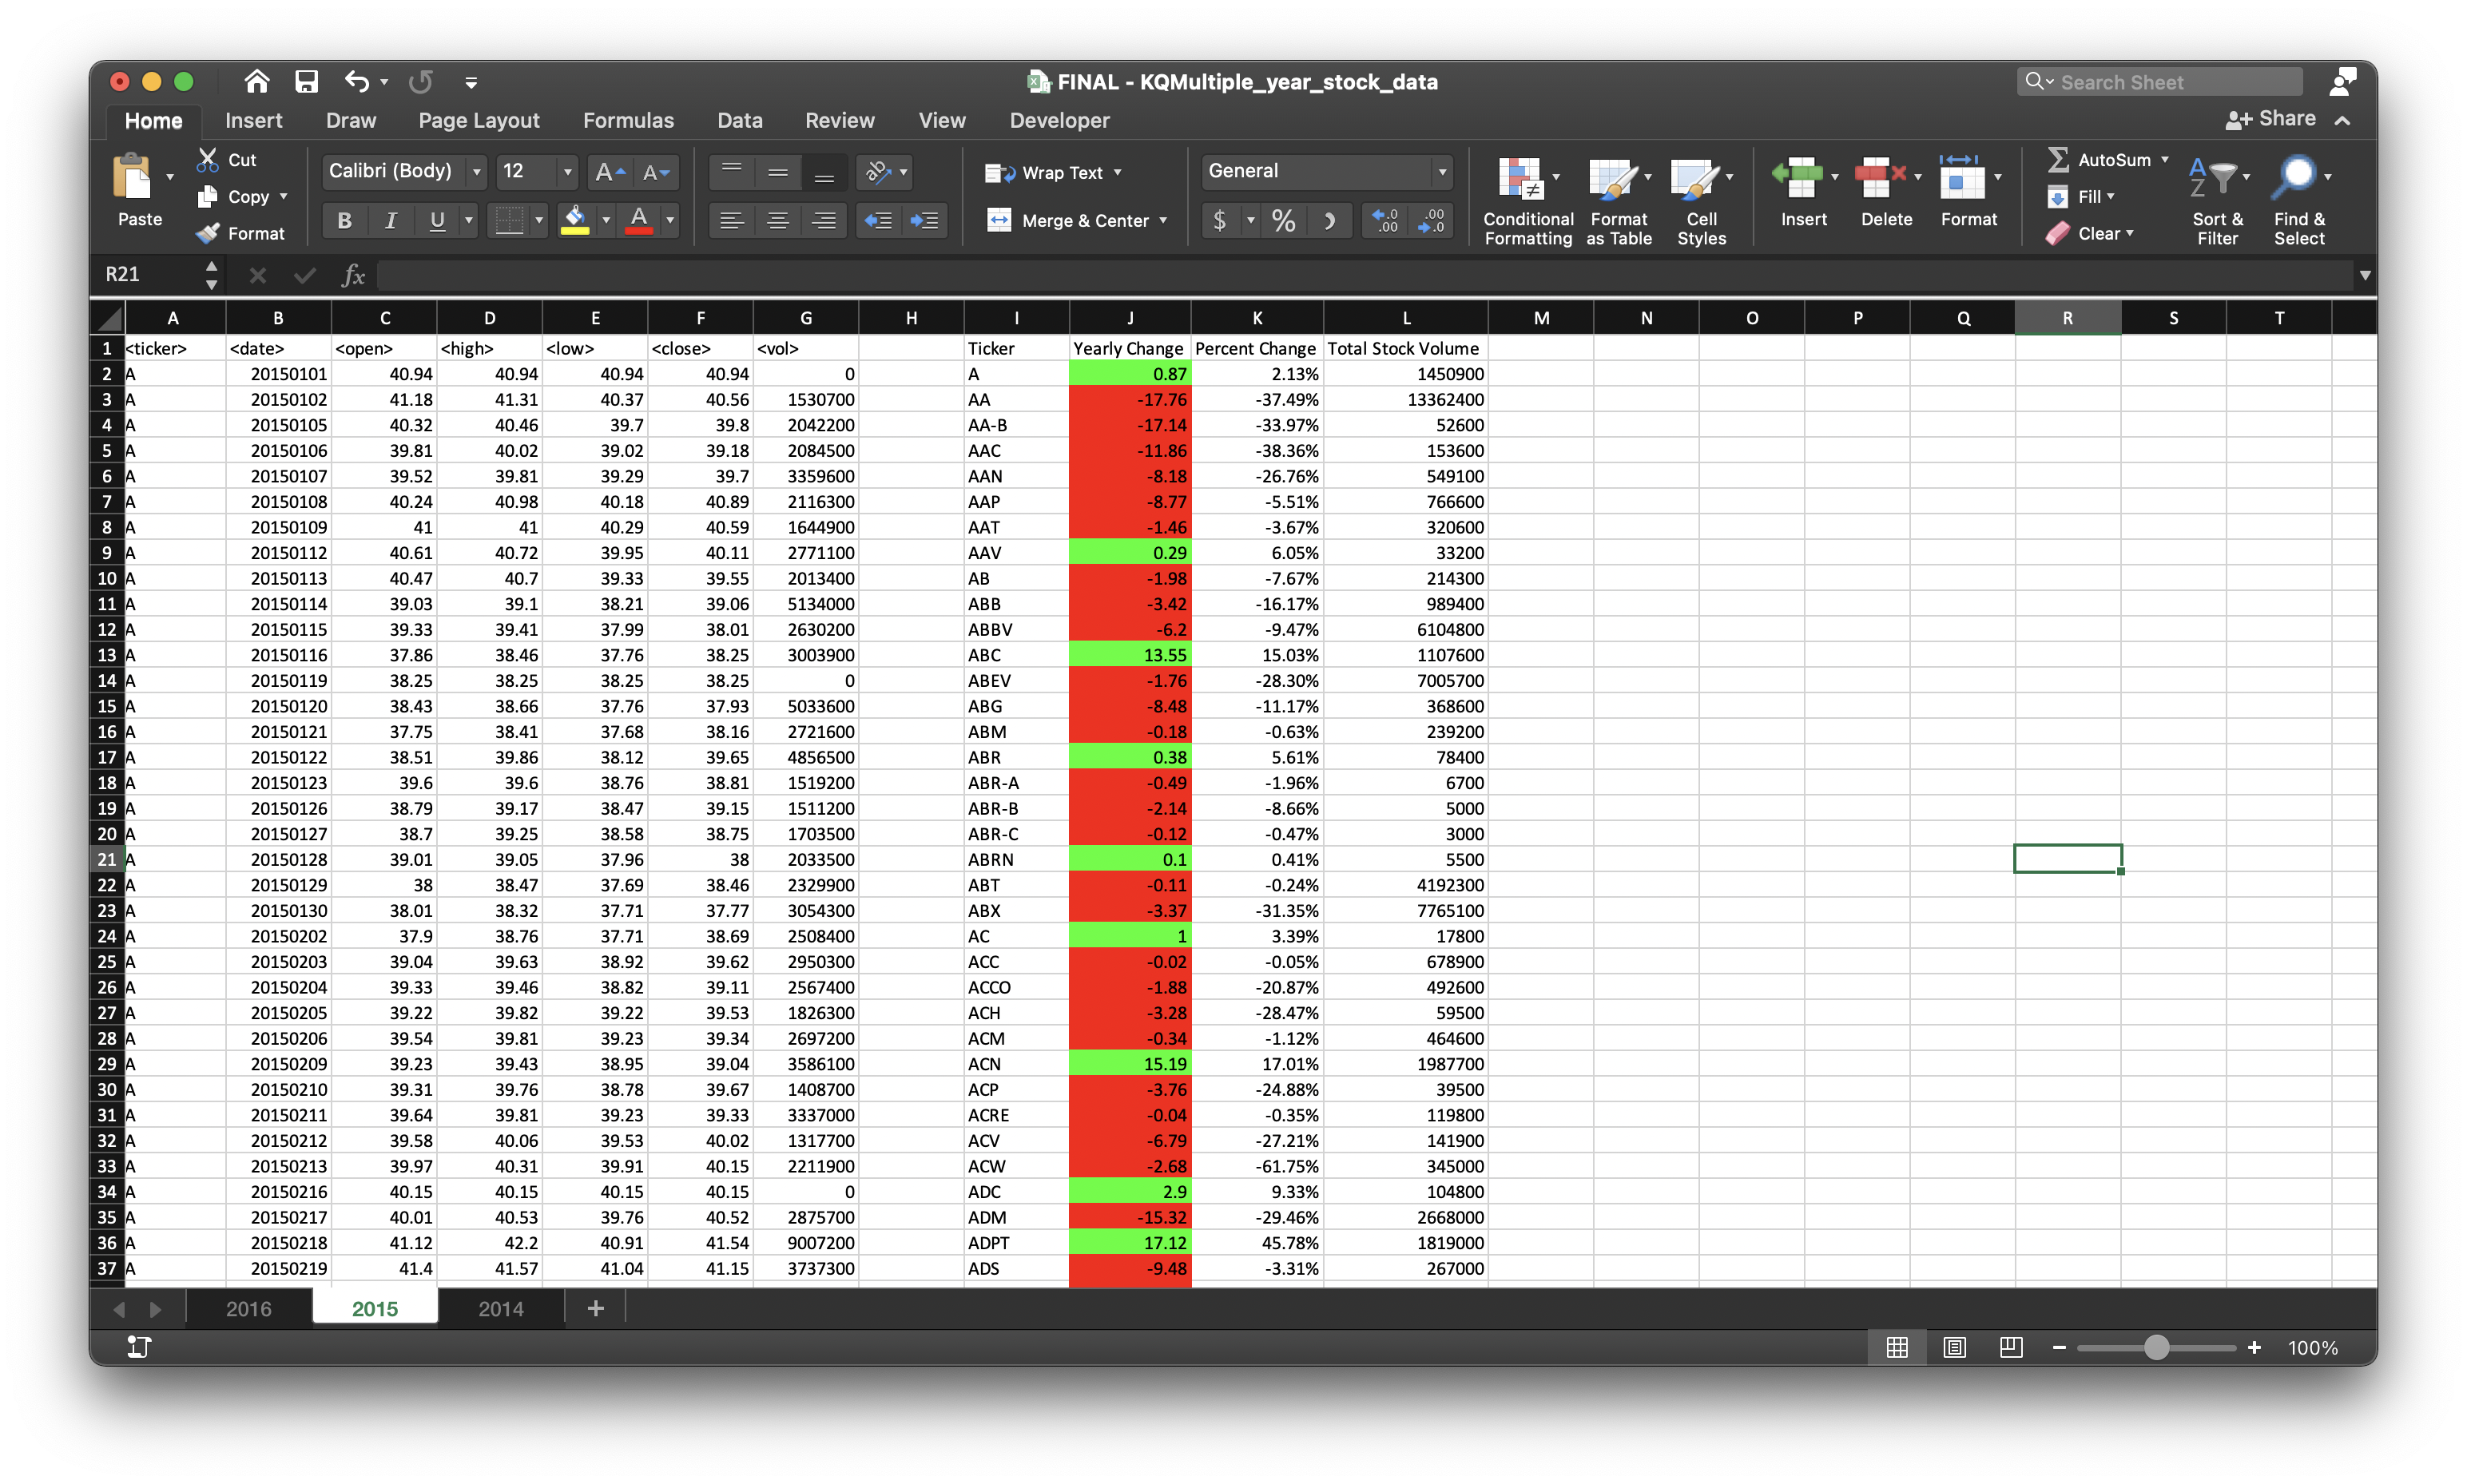 FINAL - KQMultiple_year_stock_data
Search Sheet
Home Insert Draw Page Layout Formulas Data Review View Developer Share
Paste Cut Copy Format
Calibri (Body) 12 A A
B I U A
ab
Wrap Text
Merge & Center
General
$ % .0 .00 .00 .0
Conditional Formatting
Format as Table
Cell Styles
Insert Delete Format
AutoSum
Fill
Clear
A Z
Sort & Filter
Find & Select
R21 fx
A B C D E F G H I J K L M N O P Q R S T
1 <ticker> <date> <open> <high> <low> <close> <vol> Ticker Yearly Change Percent Change Total Stock Volume
2 A 20150101 40.94 40.94 40.94 40.94 0 A 0.87 2.13% 1450900
3 A 20150102 41.18 41.31 40.37 40.56 1530700 AA -17.76 -37.49% 13362400
4 A 20150105 40.32 40.46 39.7 39.8 2042200 AA-B -17.14 -33.97% 52600
5 A 20150106 39.81 40.02 39.02 39.18 2084500 AAC -11.86 -38.36% 153600
6 A 20150107 39.52 39.81 39.29 39.7 3359600 AAN -8.18 -26.76% 549100
7 A 20150108 40.24 40.98 40.18 40.89 2116300 AAP -8.77 -5.51% 766600
8 A 20150109 41 41 40.29 40.59 1644900 AAT -1.46 -3.67% 320600
9 A 20150112 40.61 40.72 39.95 40.11 2771100 AAV 0.29 6.05% 33200
10 A 20150113 40.47 40.7 39.33 39.55 2013400 AB -1.98 -7.67% 214300
11 A 20150114 39.03 39.1 38.21 39.06 5134000 ABB -3.42 -16.17% 989400
12 A 20150115 39.33 39.41 37.99 38.01 2630200 ABBV -6.2 -9.47% 6104800
13 A 20150116 37.86 38.46 37.76 38.25 3003900 ABC 13.55 15.03% 1107600
14 A 20150119 38.25 38.25 38.25 38.25 0 ABEV -1.76 -28.30% 7005700
15 A 20150120 38.43 38.66 37.76 37.93 5033600 ABG -8.48 -11.17% 368600
16 A 20150121 37.75 38.41 37.68 38.16 2721600 ABM -0.18 -0.63% 239200
17 A 20150122 38.51 39.86 38.12 39.65 4856500 ABR 0.38 5.61% 78400
18 A 20150123 39.6 39.6 38.76 38.81 1519200 ABR-A -0.49 -1.96% 6700
19 A 20150126 38.79 39.17 38.47 39.15 1511200 ABR-B -2.14 -8.66% 5000
20 A 20150127 38.7 39.25 38.58 38.75 1703500 ABR-C -0.12 -0.47% 3000
21 A 20150128 39.01 39.05 37.96 38 2033500 ABRN 0.1 0.41% 5500
22 A 20150129 38 38.47 37.69 38.46 2329900 ABT -0.11 -0.24% 4192300
23 A 20150130 38.01 38.32 37.71 37.77 3054300 ABX -3.37 -31.35% 7765100
24 A 20150202 37.9 38.76 37.71 38.69 2508400 AC 1 3.39% 17800
25 A 20150203 39.04 39.63 38.92 39.62 2950300 ACC -0.02 -0.05% 678900
26 A 20150204 39.33 39.46 38.82 39.11 2567400 ACCO -1.88 -20.87% 492600
27 A 20150205 39.22 39.82 39.22 39.53 1826300 ACH -3.28 -28.47% 59500
28 A 20150206 39.54 39.81 39.23 39.34 2697200 ACM -0.34 -1.12% 464600
29 A 20150209 39.23 39.43 38.95 39.04 3586100 ACN 15.19 17.01% 1987700
30 A 20150210 39.31 39.76 38.78 39.67 1408700 ACP -3.76 -24.88% 39500
31 A 20150211 39.64 39.81 39.23 39.33 3337000 ACRE -0.04 -0.35% 119800
32 A 20150212 39.58 40.06 39.53 40.02 1317700 ACV -6.79 -27.21% 141900
33 A 20150213 39.97 40.31 39.91 40.15 2211900 ACW -2.68 -61.75% 345000
34 A 20150216 40.15 40.15 40.15 40.15 0 ADC 2.9 9.33% 104800
35 A 20150217 40.01 40.53 39.76 40.52 2875700 ADM -15.32 -29.46% 2668000
36 A 20150218 41.12 42.2 40.91 41.54 9007200 ADPT 17.12 45.78% 1819000
37 A 20150219 41.4 41.57 41.04 41.15 3737300 ADS -9.48 -3.31% 267000
2016 2015 2014 +
100%